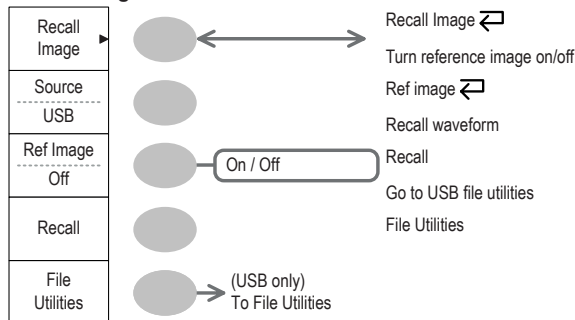 Recall
Image
Source
USB
Ref Image
Off
Recall
File
Utilities
On / Off
(USB only)
To File Utilities
Recall Image
Turn reference image on/off
Ref image
Recall waveform
Recall
Go to USB file utilities
File Utilities